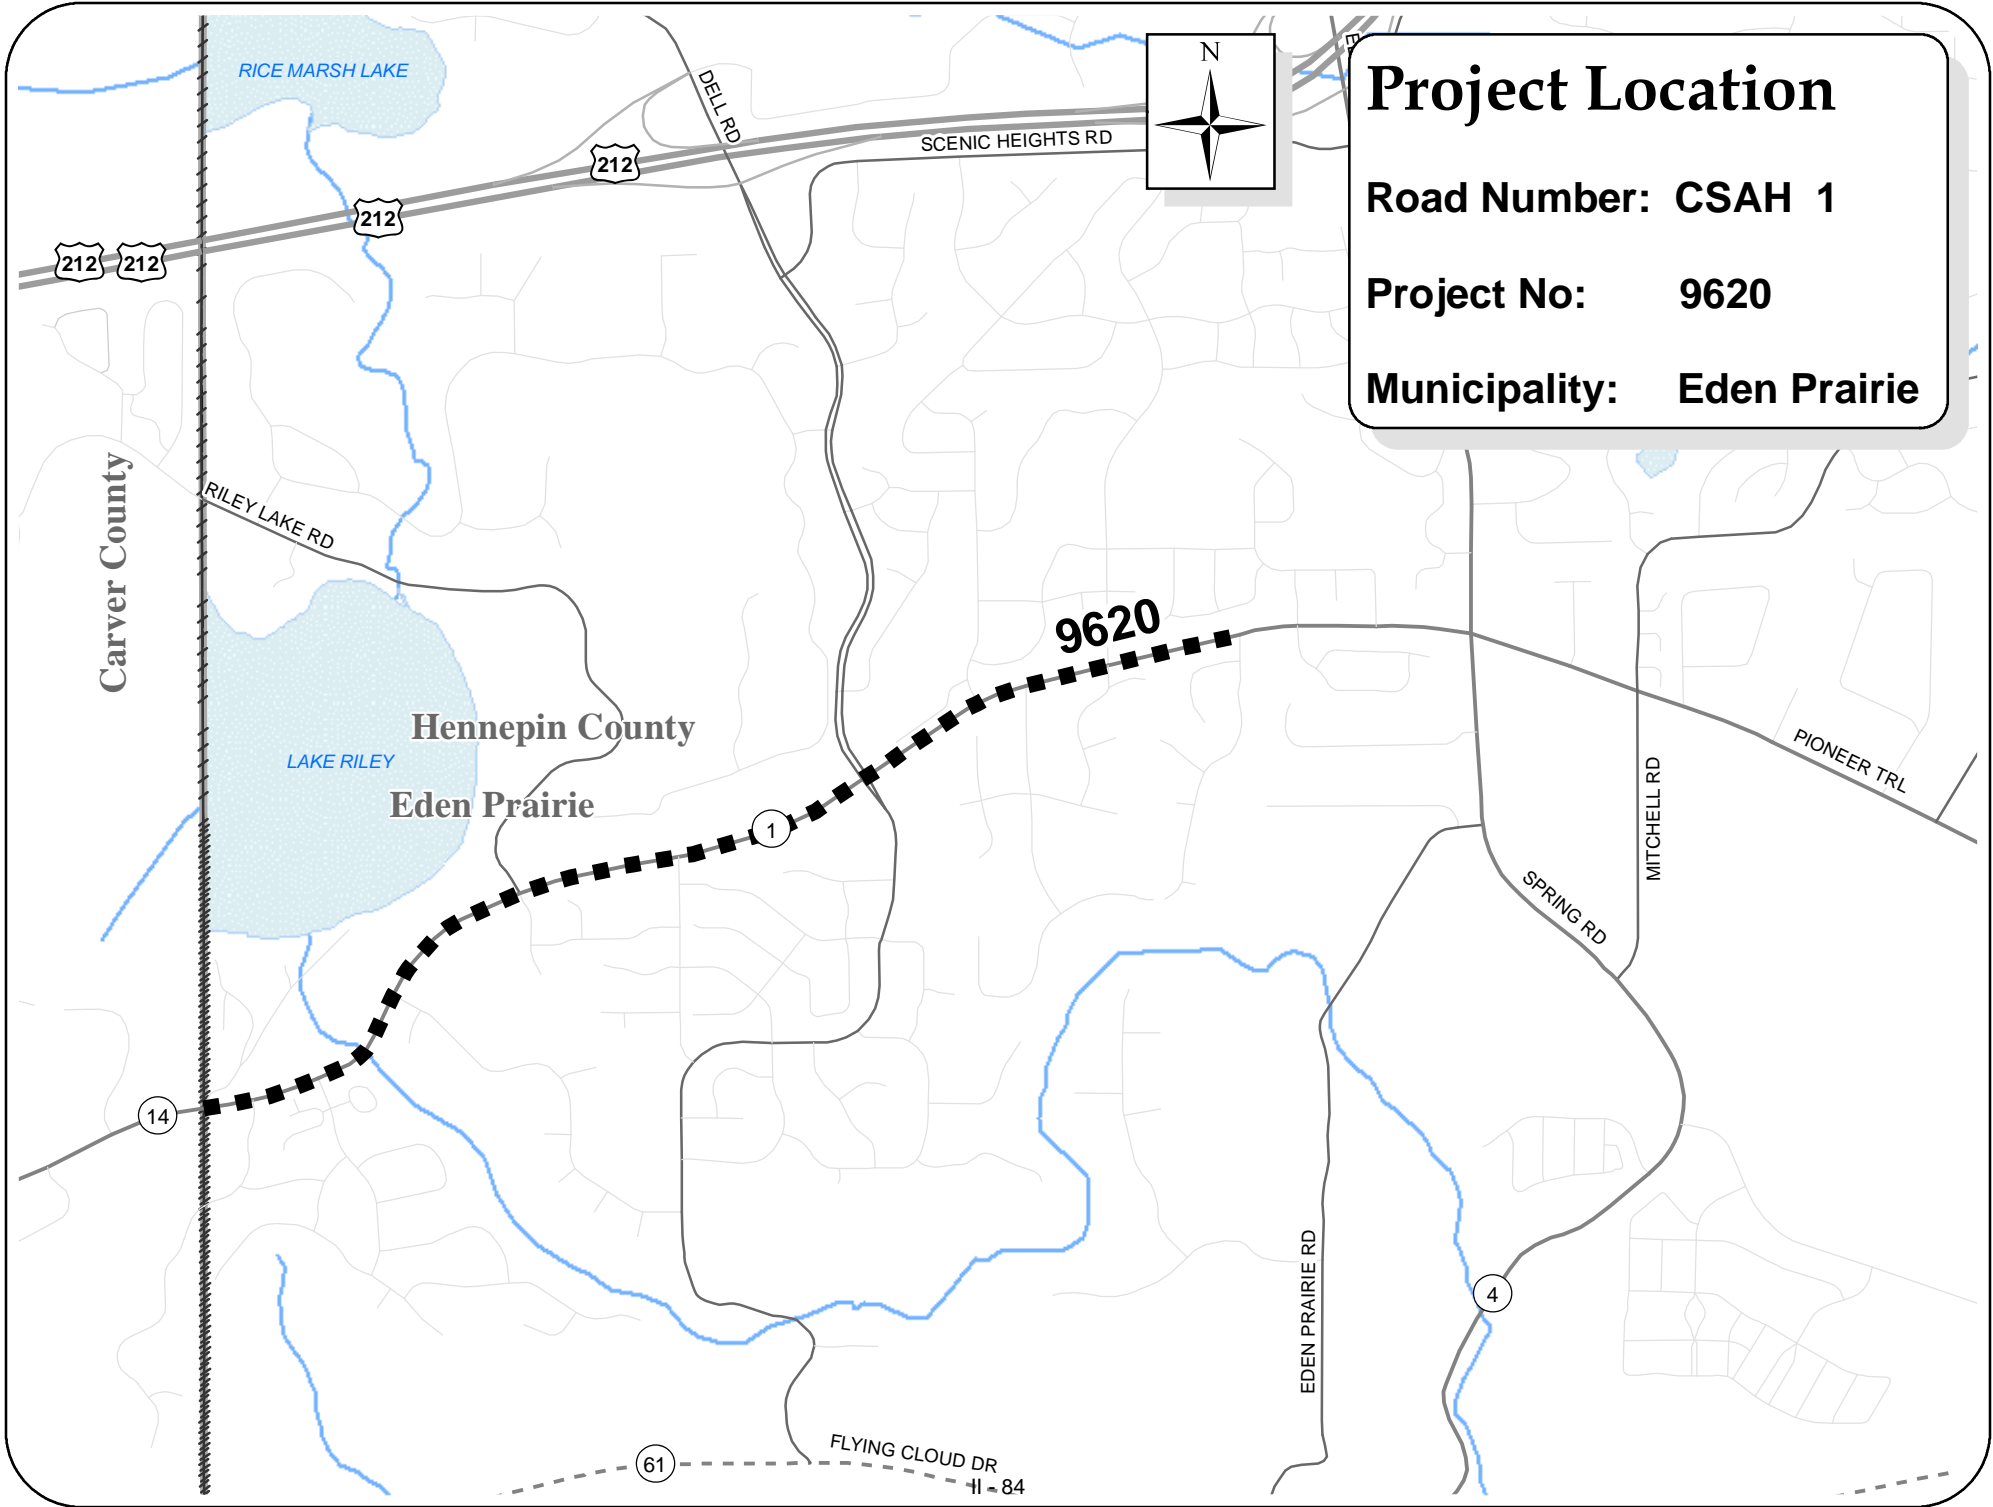 RICE MARSH LAKE
DELL RD
SCENIC HEIGHTS RD
N
E
Project Location
Road Number: CSAH 1
Project No: 9620
Municipality: Eden Prairie
212
212
212
212
Carver County
RILEY LAKE RD
9620
Hennepin County
LAKE RILEY
Eden Prairie
1
PIONEER TRL
MITCHELL RD
SPRING RD
14
EDEN PRAIRIE RD
4
61
FLYING CLOUD DR
II - 84